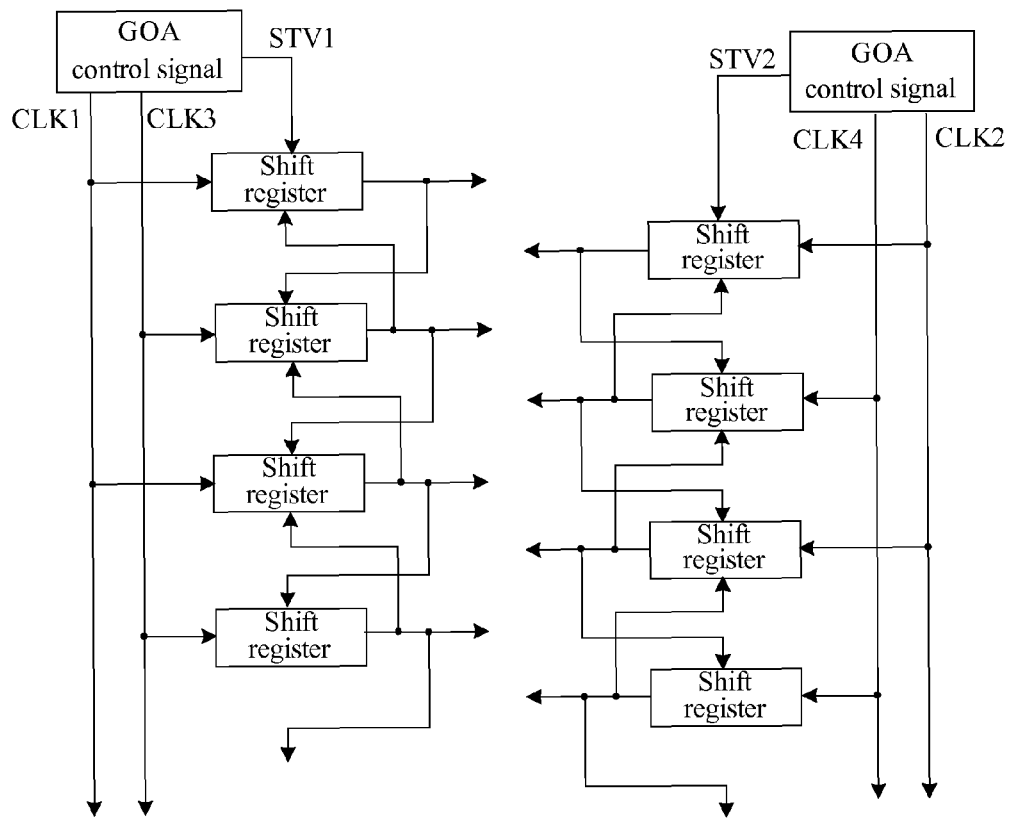 GOA
control signal
STV1
CLK1
CLK3
Shift
register
Shift
register
Shift
register
Shift
register
GOA
control signal
STV2
CLK4
CLK2
Shift
register
Shift
register
Shift
register
Shift
register